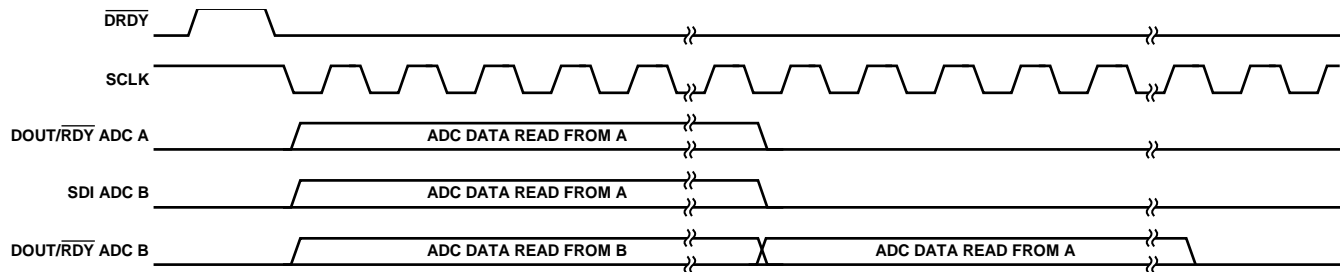 DRDY
SCLK
DOUT/RDY ADC A
ADC DATA READ FROM A
SDI ADC B
ADC DATA READ FROM A
DOUT/RDY ADC B
ADC DATA READ FROM B
ADC DATA READ FROM A